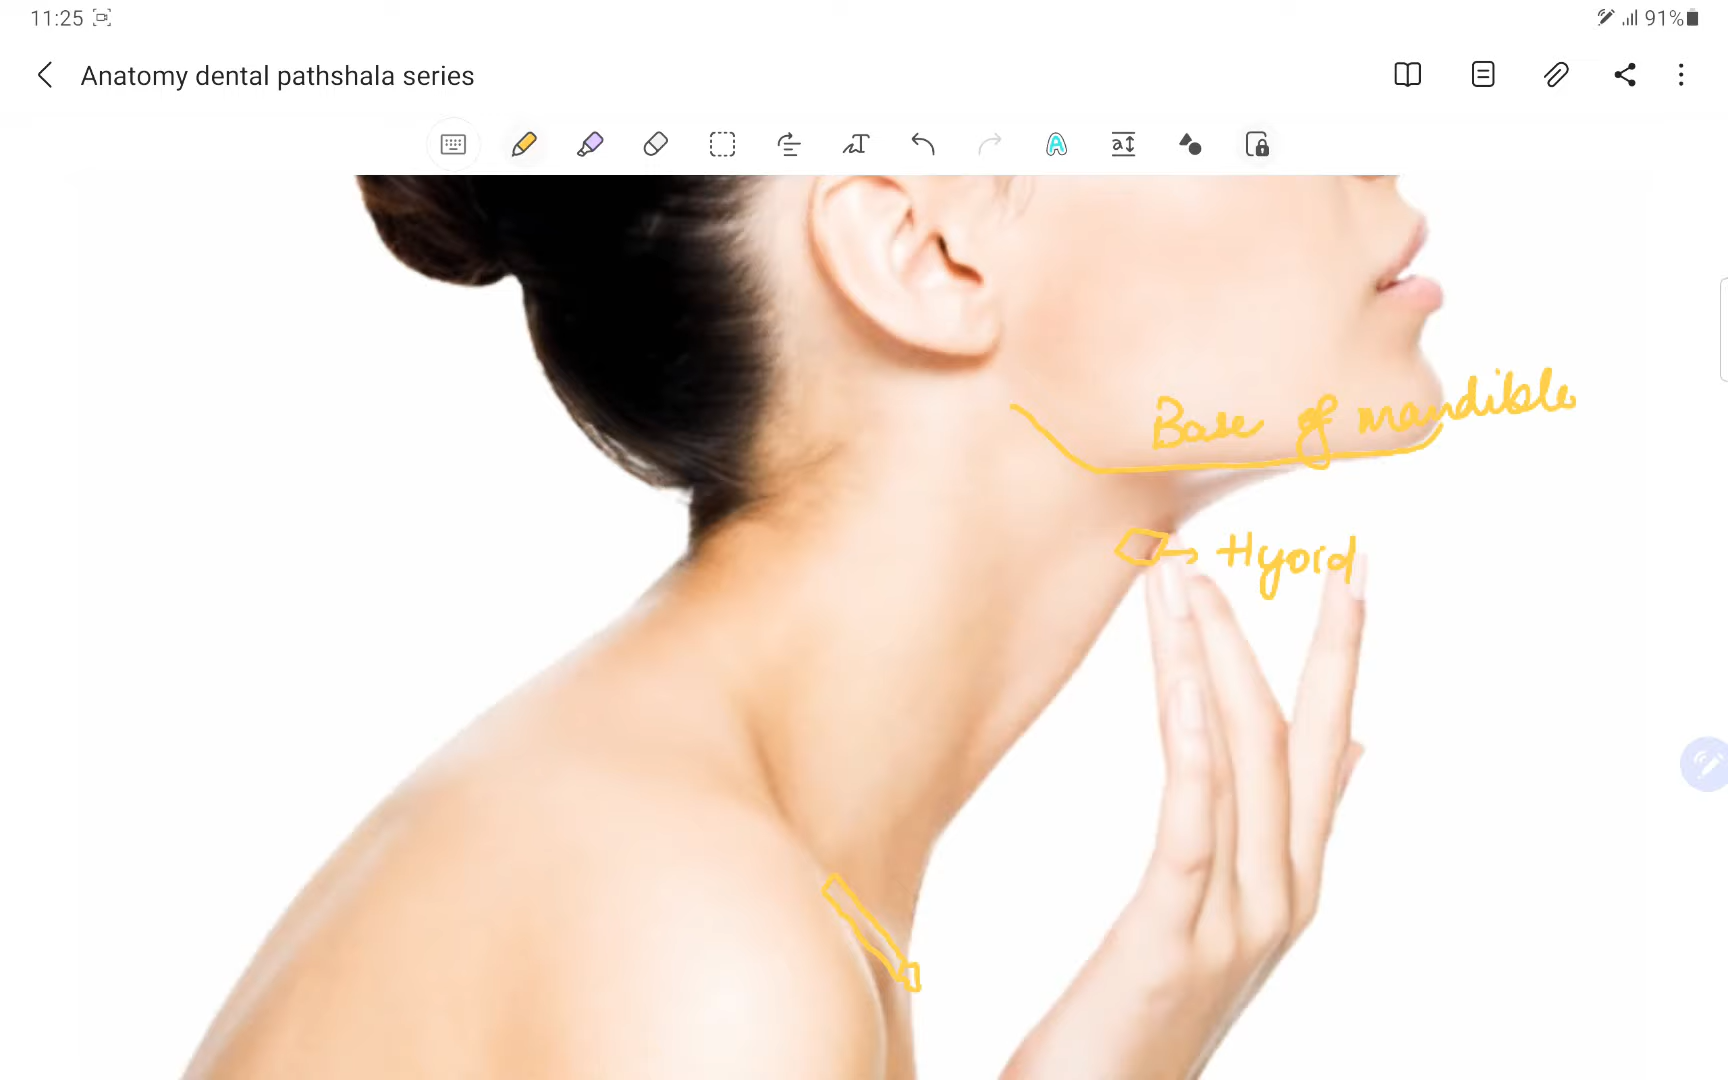 11:25
91%
Anatomy dental pathshala series
Base of mandible
Hyoid